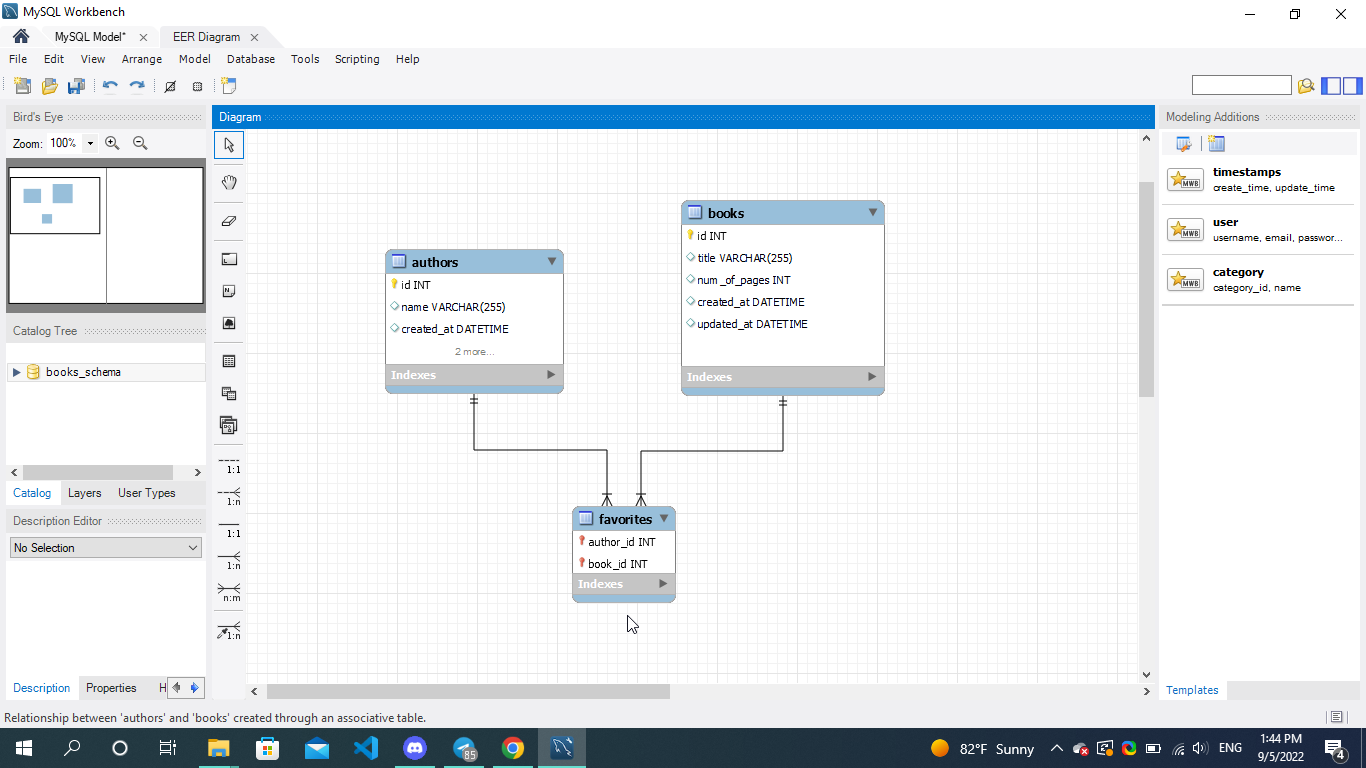 MySQL Workbench
MySQL Model*
EER Diagram
File Edit View Arrange Model Database Tools Scripting Help
Bird's Eye
Zoom: 100%
Catalog Tree
books_schema
Catalog Layers User Types
Description Editor
No Selection
Description Properties H
Diagram
1:1
1:n
1:1
1:n
n:m
1:n
authors
id INT
name VARCHAR(255)
created_at DATETIME
2 more...
Indexes
books
id INT
title VARCHAR(255)
num _of_pages INT
created_at DATETIME
updated_at DATETIME
Indexes
favorites
author_id INT
book_id INT
Indexes
Modeling Additions
MWB
timestamps
create_time, update_time
MWB
user
username, email, passwor...
MWB
category
category_id, name
Templates
Relationship between 'authors' and 'books' created through an associative table.
85
82°F Sunny
ENG
1:44 PM
9/5/2022
4